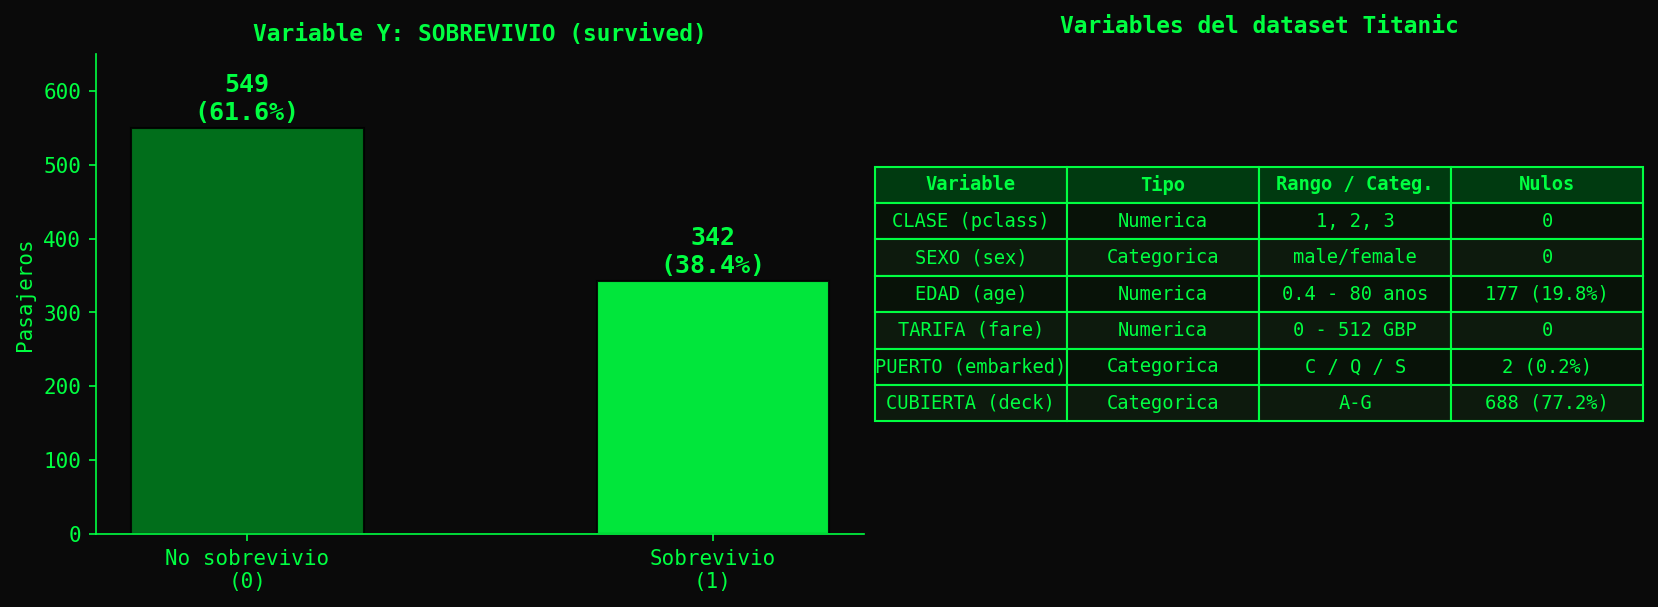 Variable Y: SOBREVIVIO (survived)
Pasajeros
600
500
400
300
200
100
0
549
(61.6%)
342
(38.4%)
No sobrevivio
(0)
Sobrevivio
(1)
Variables del dataset Titanic
Variable Tipo Rango / Categ. Nulos
CLASE (pclass) Numerica 1, 2, 3 0
SEXO (sex) Categorica male/female 0
EDAD (age) Numerica 0.4 - 80 anos 177 (19.8%)
TARIFA (fare) Numerica 0 - 512 GBP 0
PUERTO (embarked) Categorica C / Q / S 2 (0.2%)
CUBIERTA (deck) Categorica A-G 688 (77.2%)